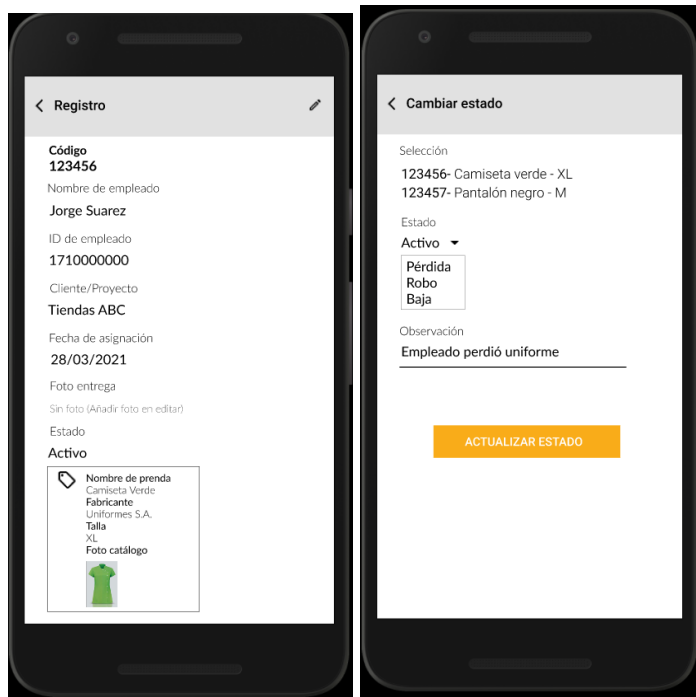 Registro
Código
123456
Nombre de empleado
Jorge Suarez
ID de empleado
1710000000
Cliente/Proyecto
Tiendas ABC
Fecha de asignación
28/03/2021
Foto entrega
Sin foto (Añadir foto en editar)
Estado
Activo
Nombre de prenda
Camiseta Verde
Fabricante
Uniformes S.A.
Talla
XL
Foto catálogo
Cambiar estado
Selección
123456- Camiseta verde - XL
123457- Pantalón negro - M
Estado
Activo
Pérdida
Robo
Baja
Observación
Empleado perdió uniforme
ACTUALIZAR ESTADO